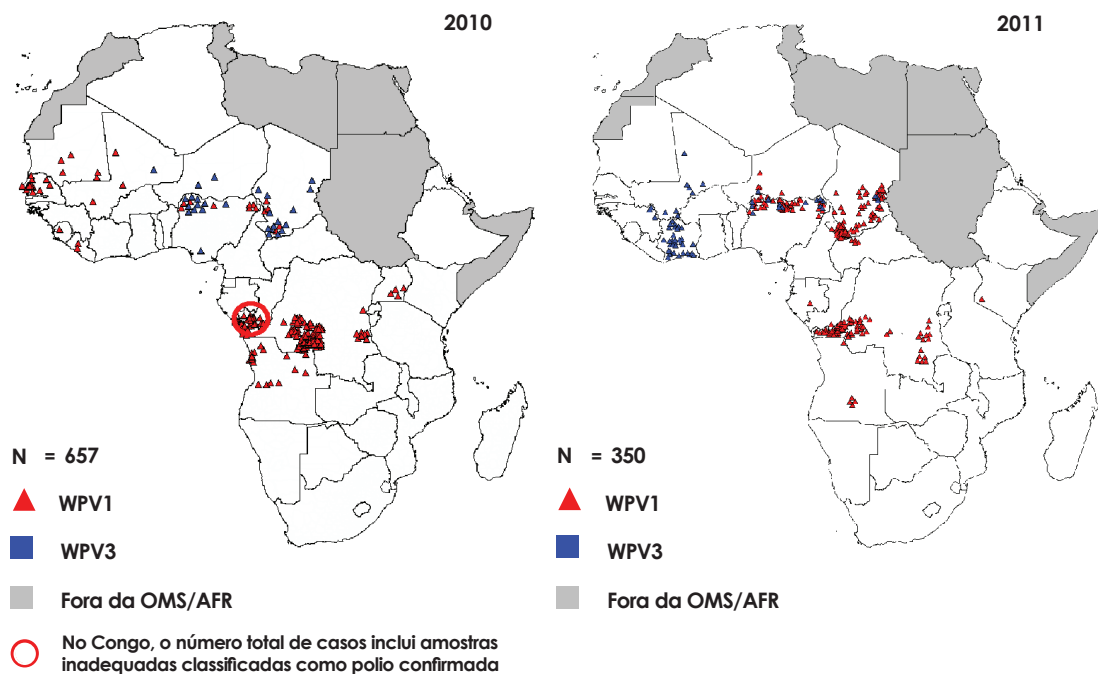 2010
N = 657
WPV1
WPV3
Fora da OMS/AFR
No Congo, o número total de casos inclui amostras
inadequadas classificadas como polio confirmada
2011
N = 350
WPV1
WPV3
Fora da OMS/AFR